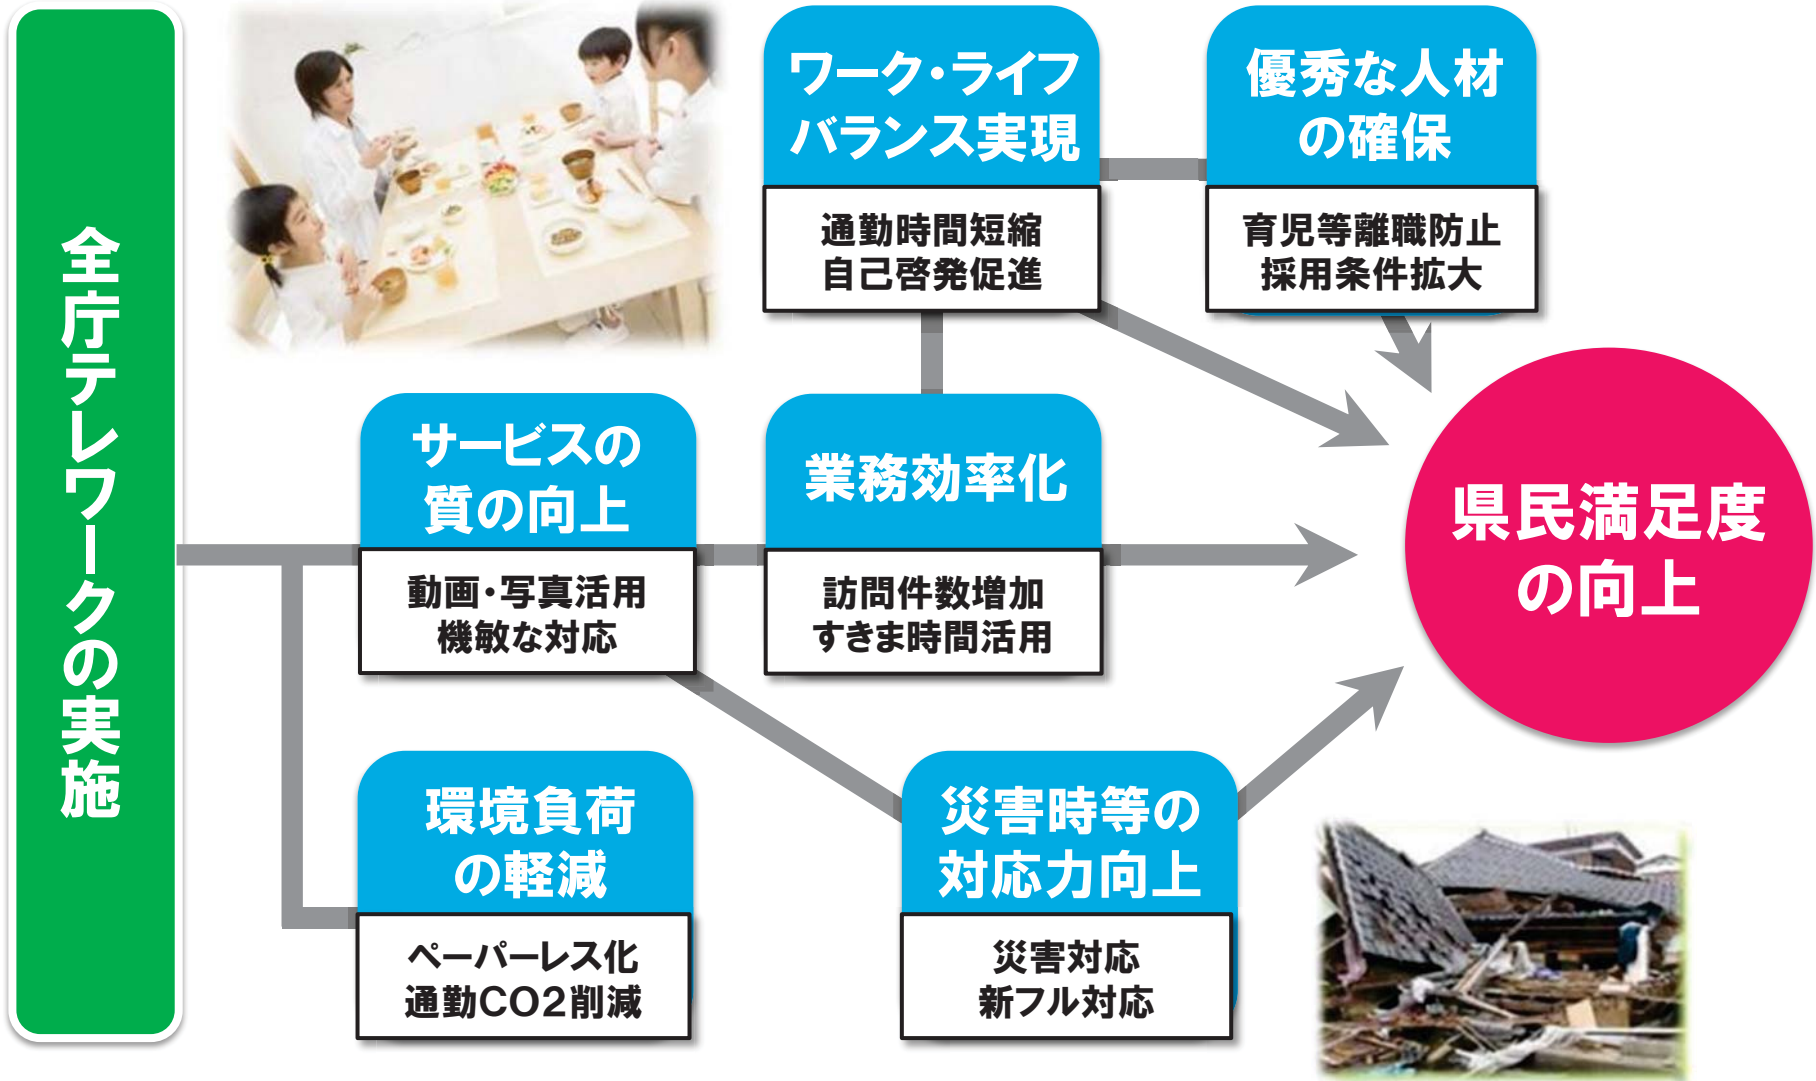 全庁テレワークの実施
ワーク・ライフ
バランス実現
通勤時間短縮
自己啓発促進
優秀な人材
の確保
育児等離職防止
採用条件拡大
サービスの
質の向上
動画・写真活用
機敏な対応
業務効率化
訪問件数増加
すきま時間活用
県民満足度
の向上
環境負荷
の軽減
ペーパーレス化
通勤CO2削減
災害時等の
対応力向上
災害対応
新フル対応